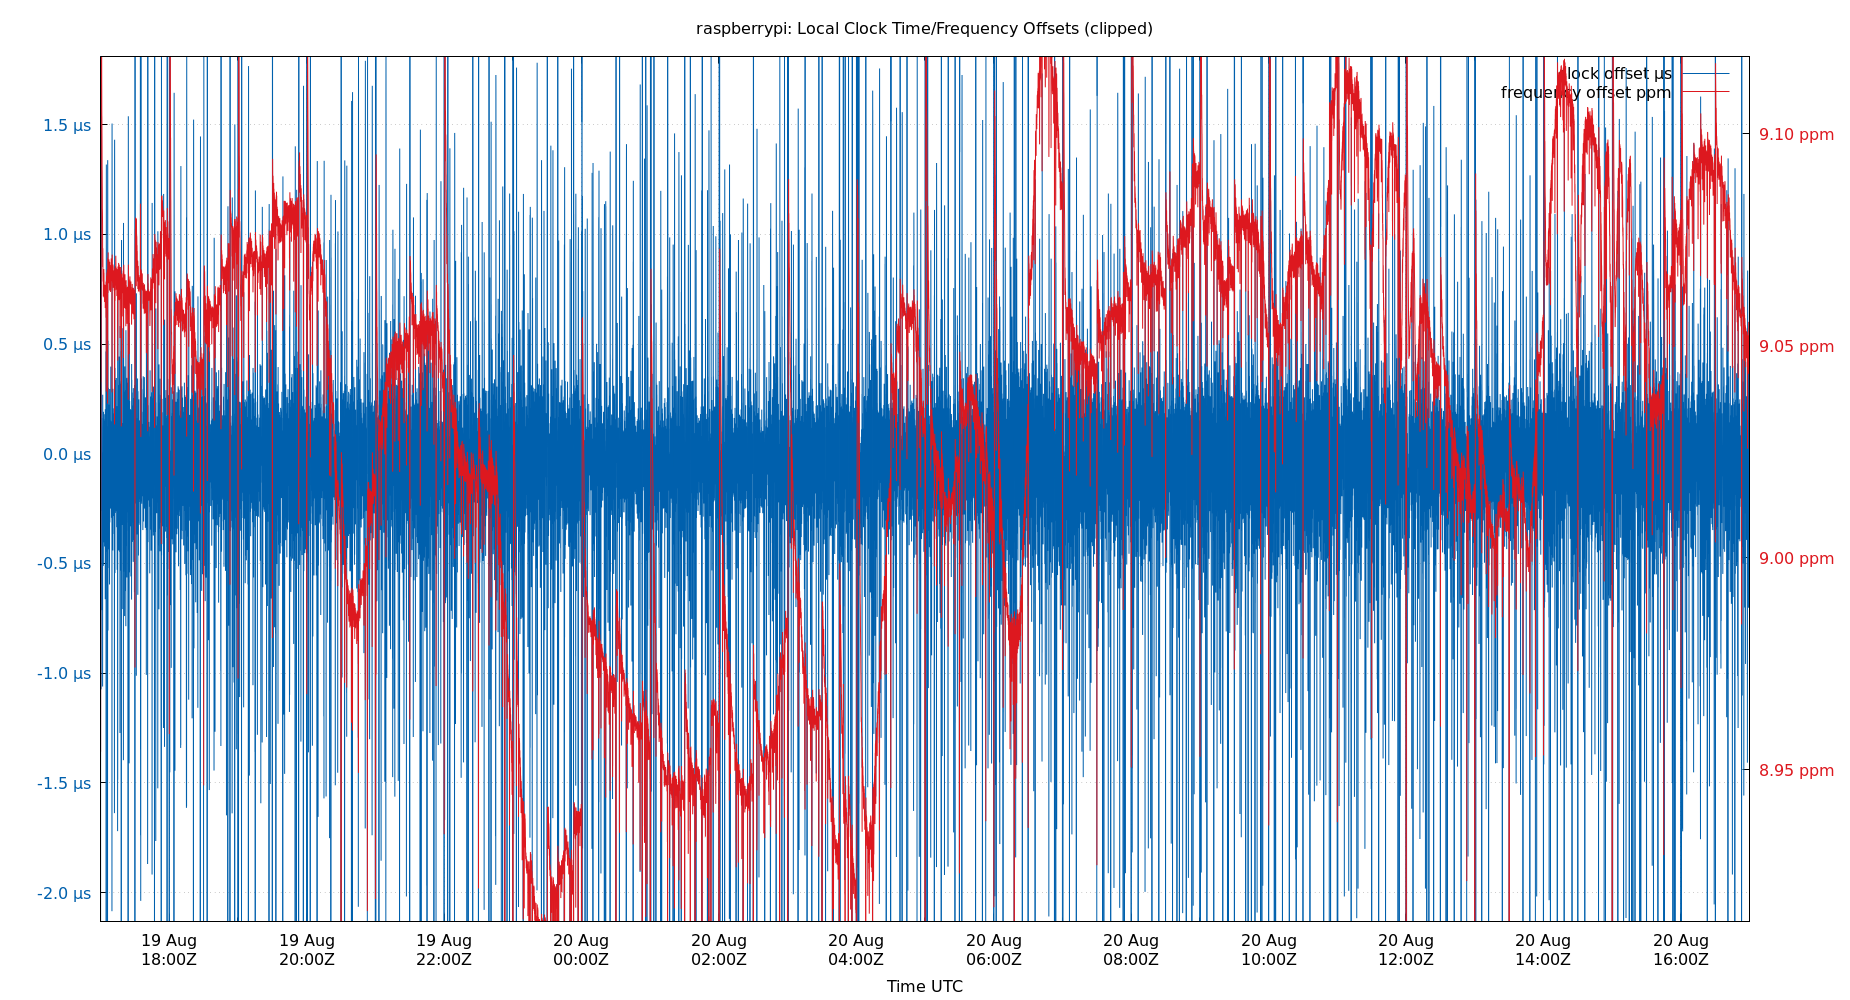 raspberrypi: Local Clock Time/Frequency Offsets (clipped)
lock offset µs
frequency offset ppm
1.5 µs
1.0 µs
0.5 µs
0.0 µs
-0.5 µs
-1.0 µs
-1.5 µs
-2.0 µs
9.10 ppm
9.05 ppm
9.00 ppm
8.95 ppm
19 Aug 19 Aug 19 Aug 20 Aug 20 Aug 20 Aug 20 Aug 20 Aug 20 Aug 20 Aug 20 Aug 20 Aug
18:00Z 20:00Z 22:00Z 00:00Z 02:00Z 04:00Z 06:00Z 08:00Z 10:00Z 12:00Z 14:00Z 16:00Z
Time UTC